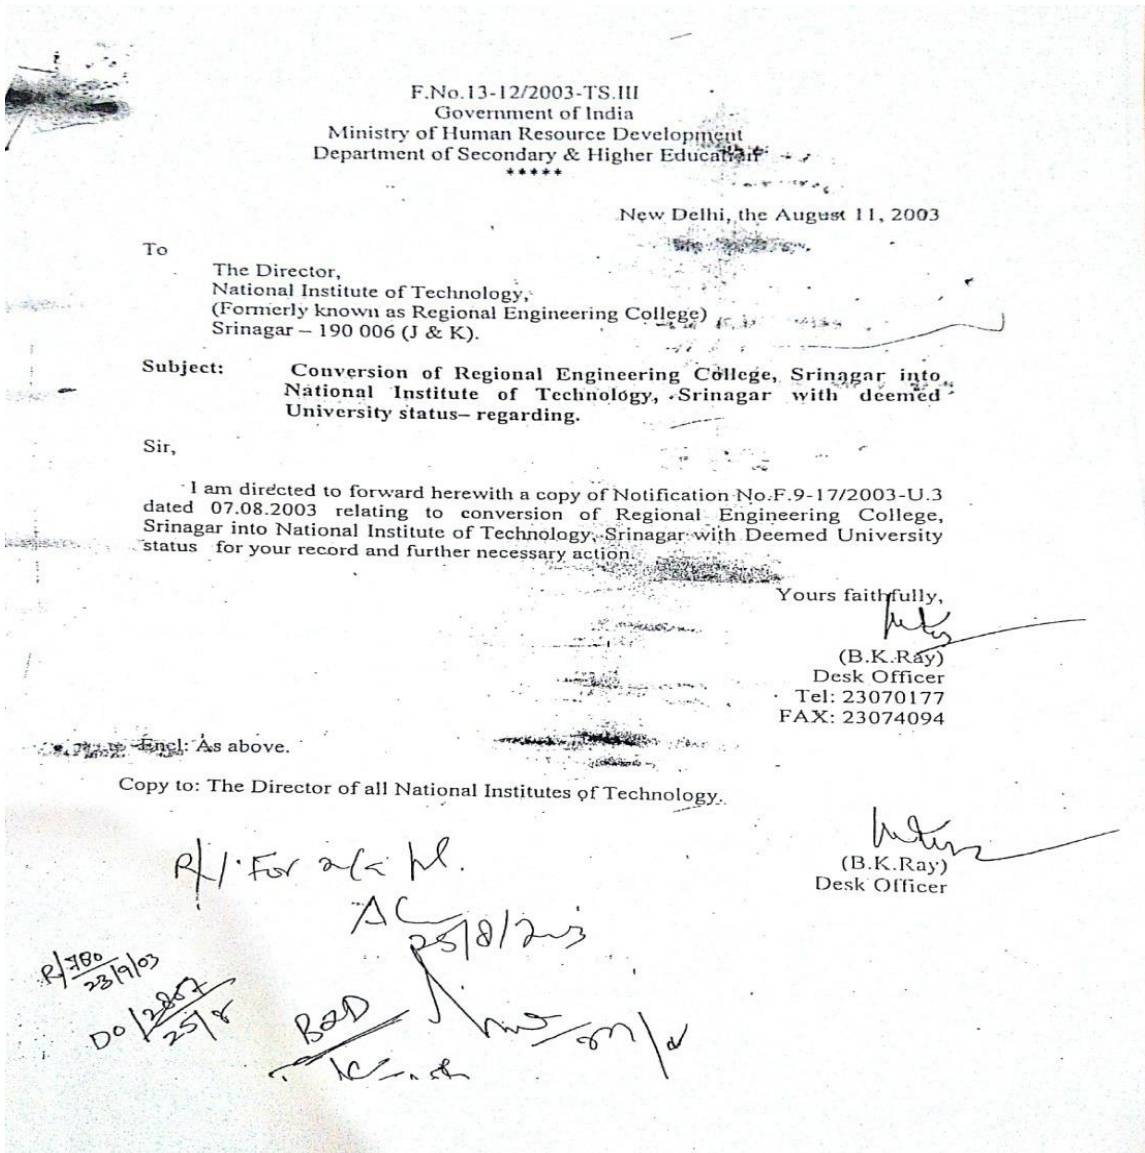 F.No.13-12/2003-TS.III
Government of India
Ministry of Human Resource Development
Department of Secondary & Higher Education
*****
New Delhi, the August 11, 2003
To
The Director,
National Institute of Technology,
(Formerly known as Regional Engineering College)
Srinagar – 190 006 (J & K).
Subject: Conversion of Regional Engineering College, Srinagar into
National Institute of Technology, Srinagar with deemed
University status– regarding.
Sir,
I am directed to forward herewith a copy of Notification No.F.9-17/2003-U.3
dated 07.08.2003 relating to conversion of Regional Engineering College,
Srinagar into National Institute of Technology, Srinagar with Deemed University
status for your record and further necessary action.
Yours faithfully,
(B.K.Ray)
Desk Officer
Tel: 23070177
FAX: 23074094
Encl: As above.
Copy to: The Director of all National Institutes of Technology.
(B.K.Ray)
Desk Officer
R/1. For
25/8/2003
R/780
23/9/03
DO/2807
25/8